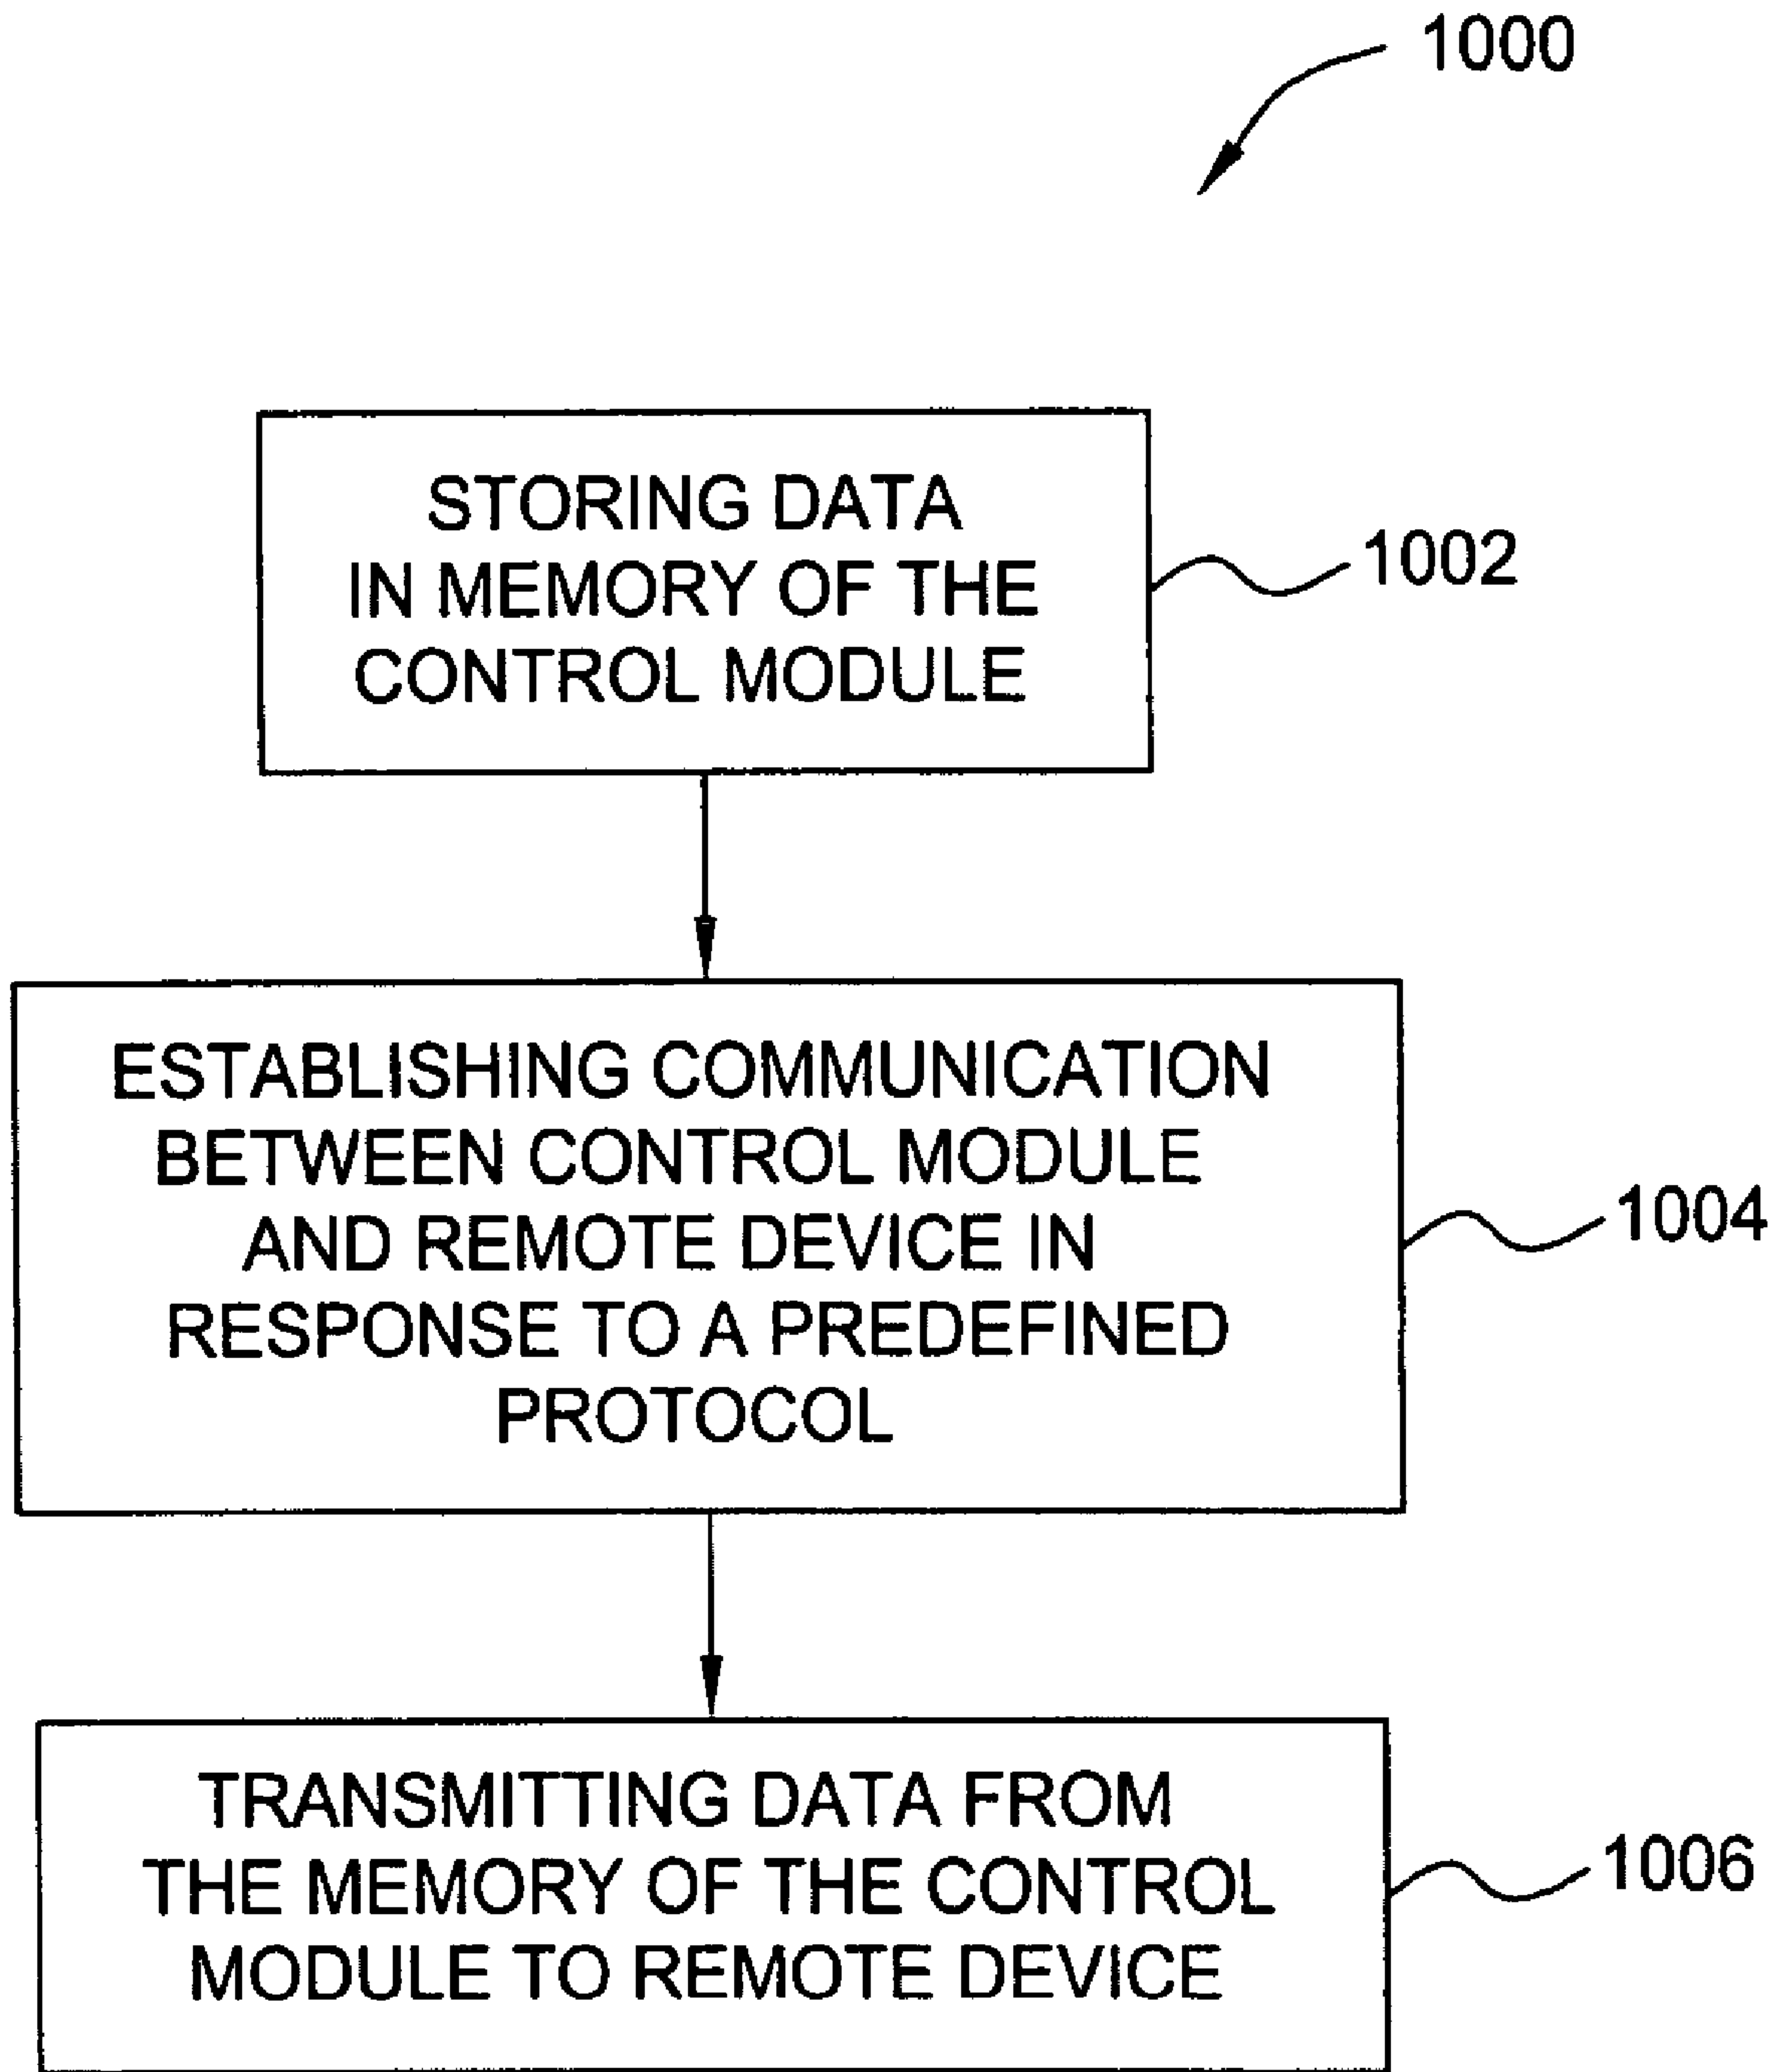 1000
STORING DATA
IN MEMORY OF THE
CONTROL MODULE
1002
ESTABLISHING COMMUNICATION
BETWEEN CONTROL MODULE
AND REMOTE DEVICE IN
RESPONSE TO A PREDEFINED
PROTOCOL
1004
TRANSMITTING DATA FROM
THE MEMORY OF THE CONTROL
MODULE TO REMOTE DEVICE
1006